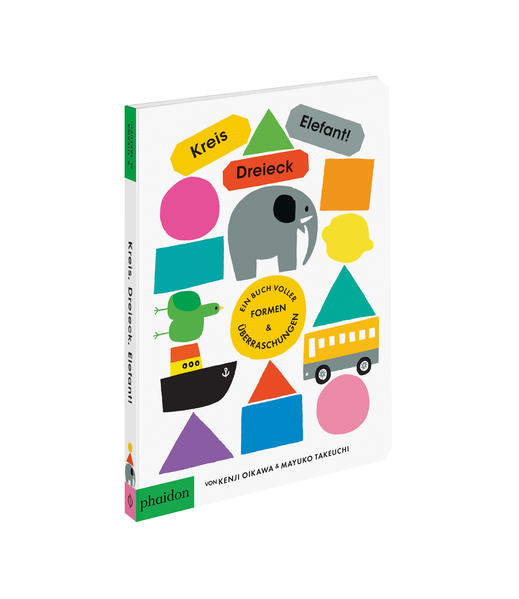 Kreis
Elefant!
Dreieck
EIN BUCH VOLLER
FORMEN
&
ÜBERRASCHUNGEN
VON KENJI OIKAWA & MAYUKO TAKEUCHI
phaidon
Kreis, Dreieck, Elefant!